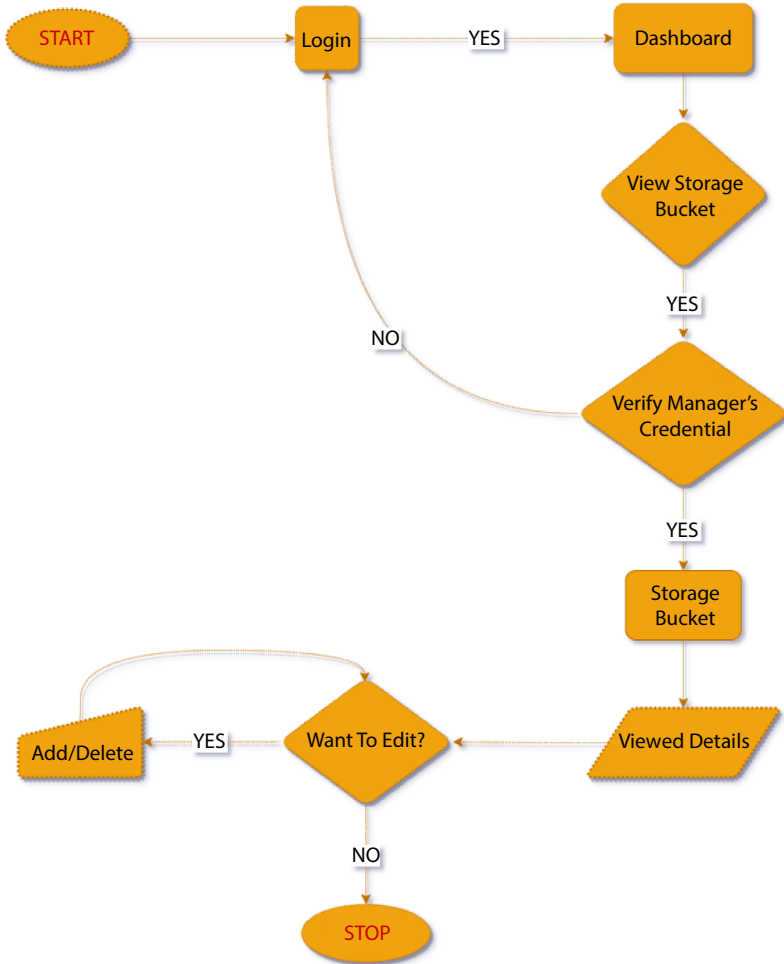 START
Login
YES
Dashboard
View Storage
Bucket
YES
NO
Verify Manager’s
Credential
YES
Storage
Bucket
Viewed Details
Want To Edit?
YES
Add/Delete
NO
STOP